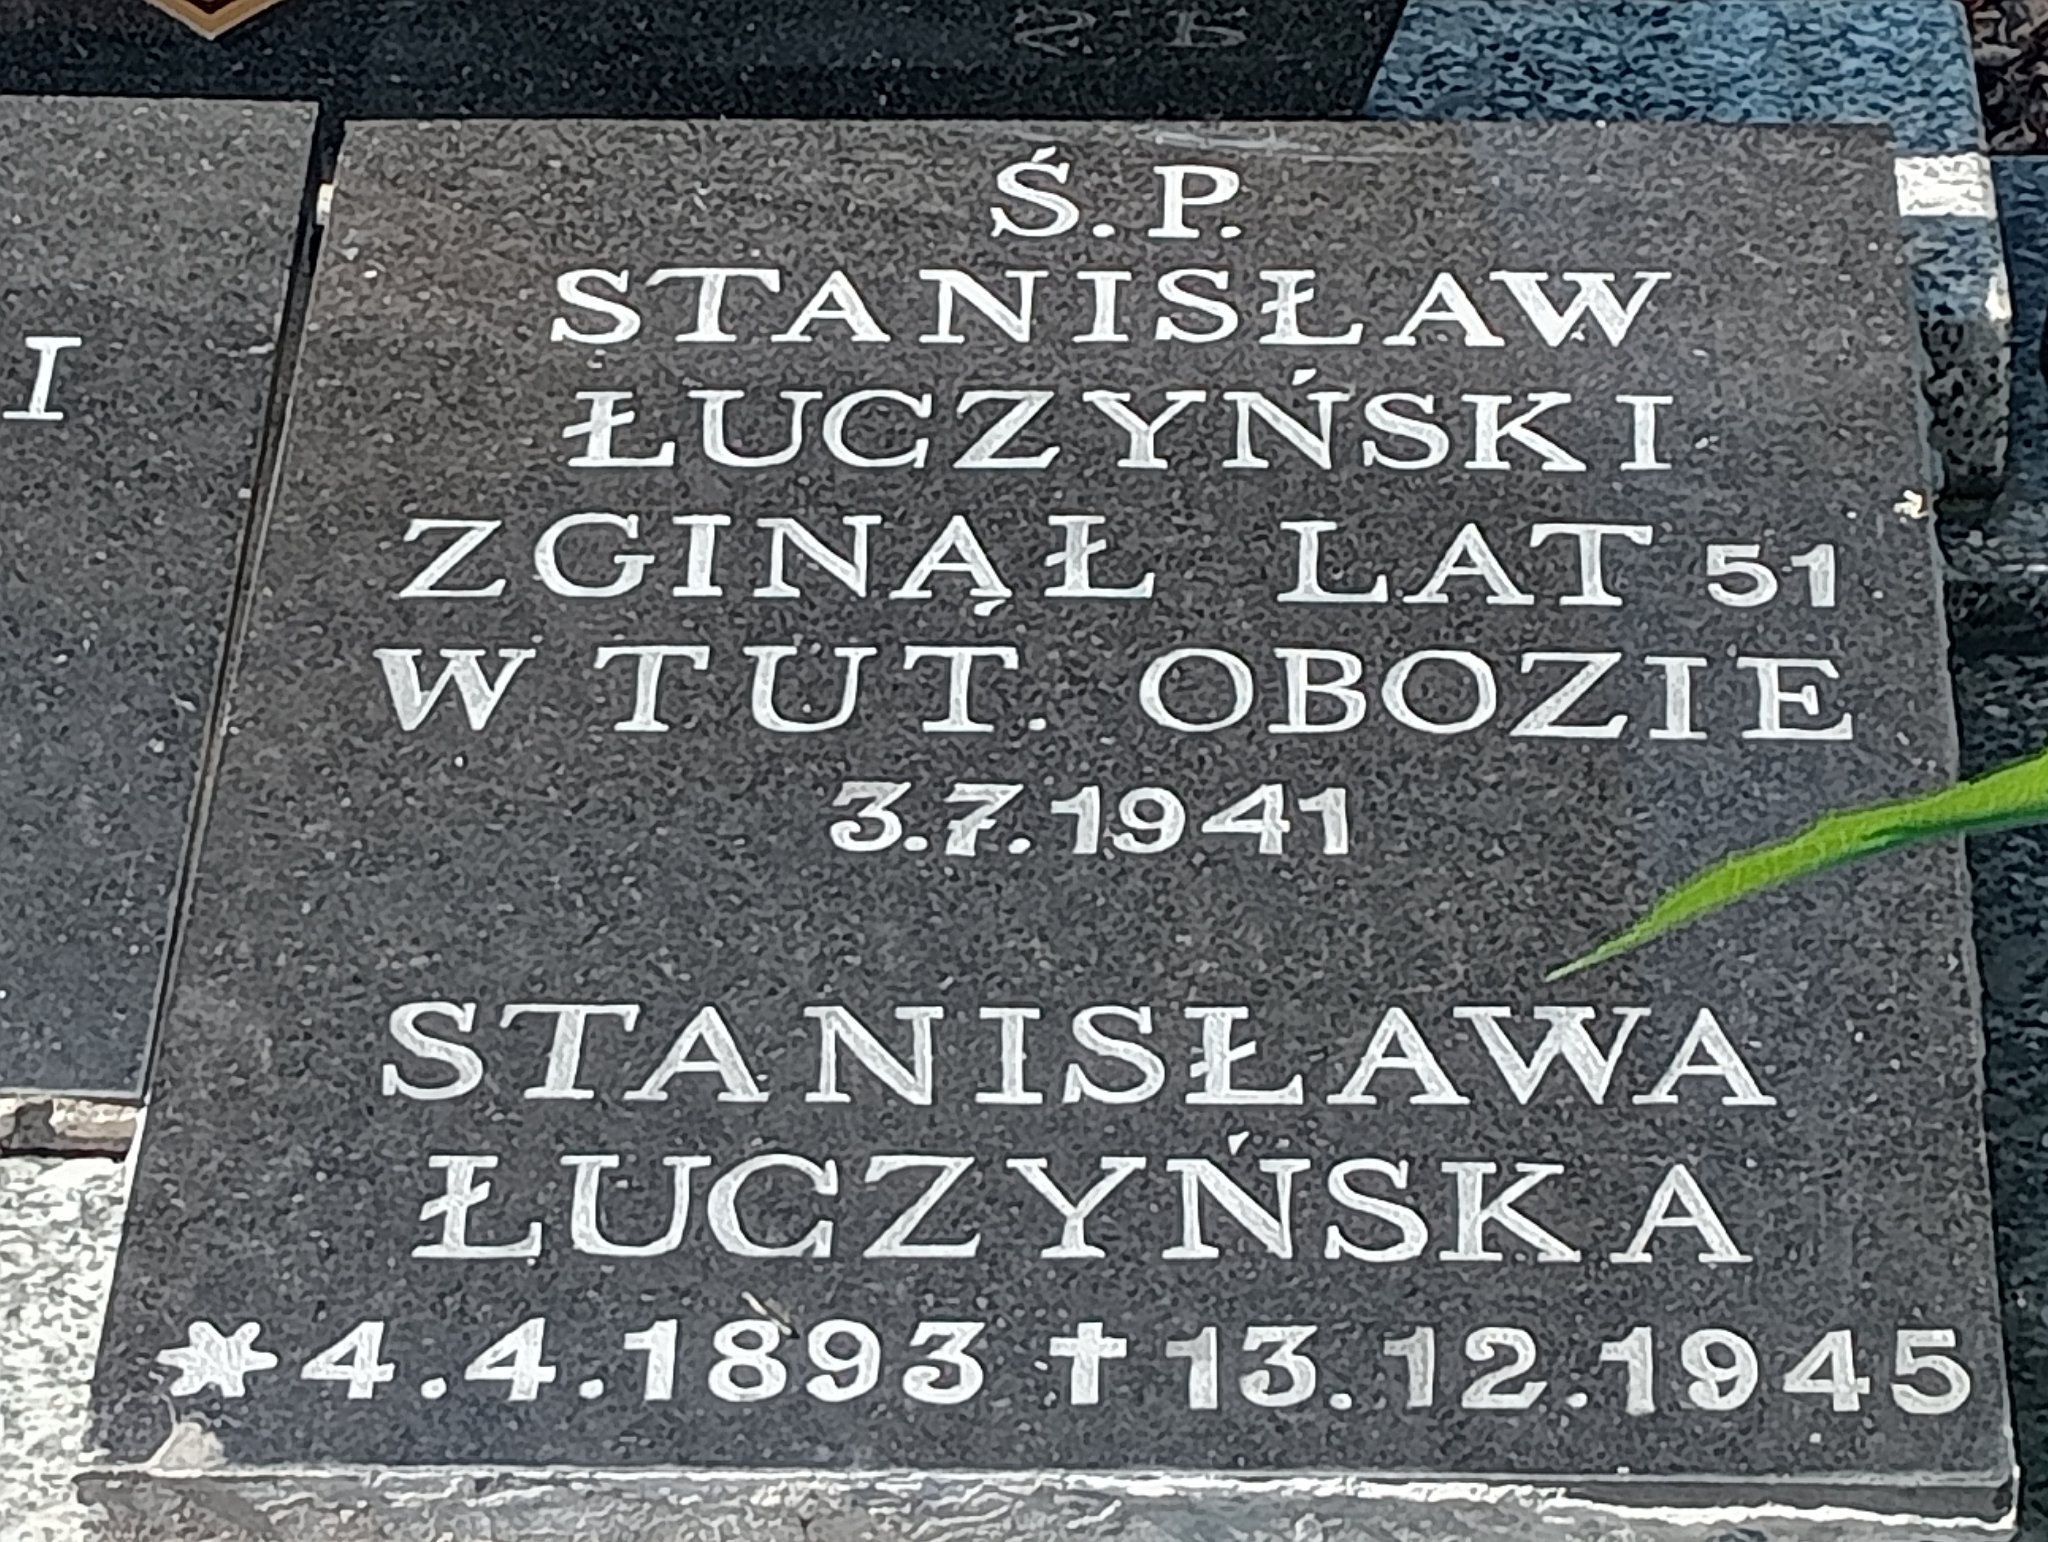 Ś. P.
STANISŁAW
ŁUCZYŃSKI
ZGINĄŁ LAT 51
W TUT. OBOZIE
3.7.1941
STANISŁAWA
ŁUCZYŃSKA
* 4.4.1893 ✝ 13.12.1945
I